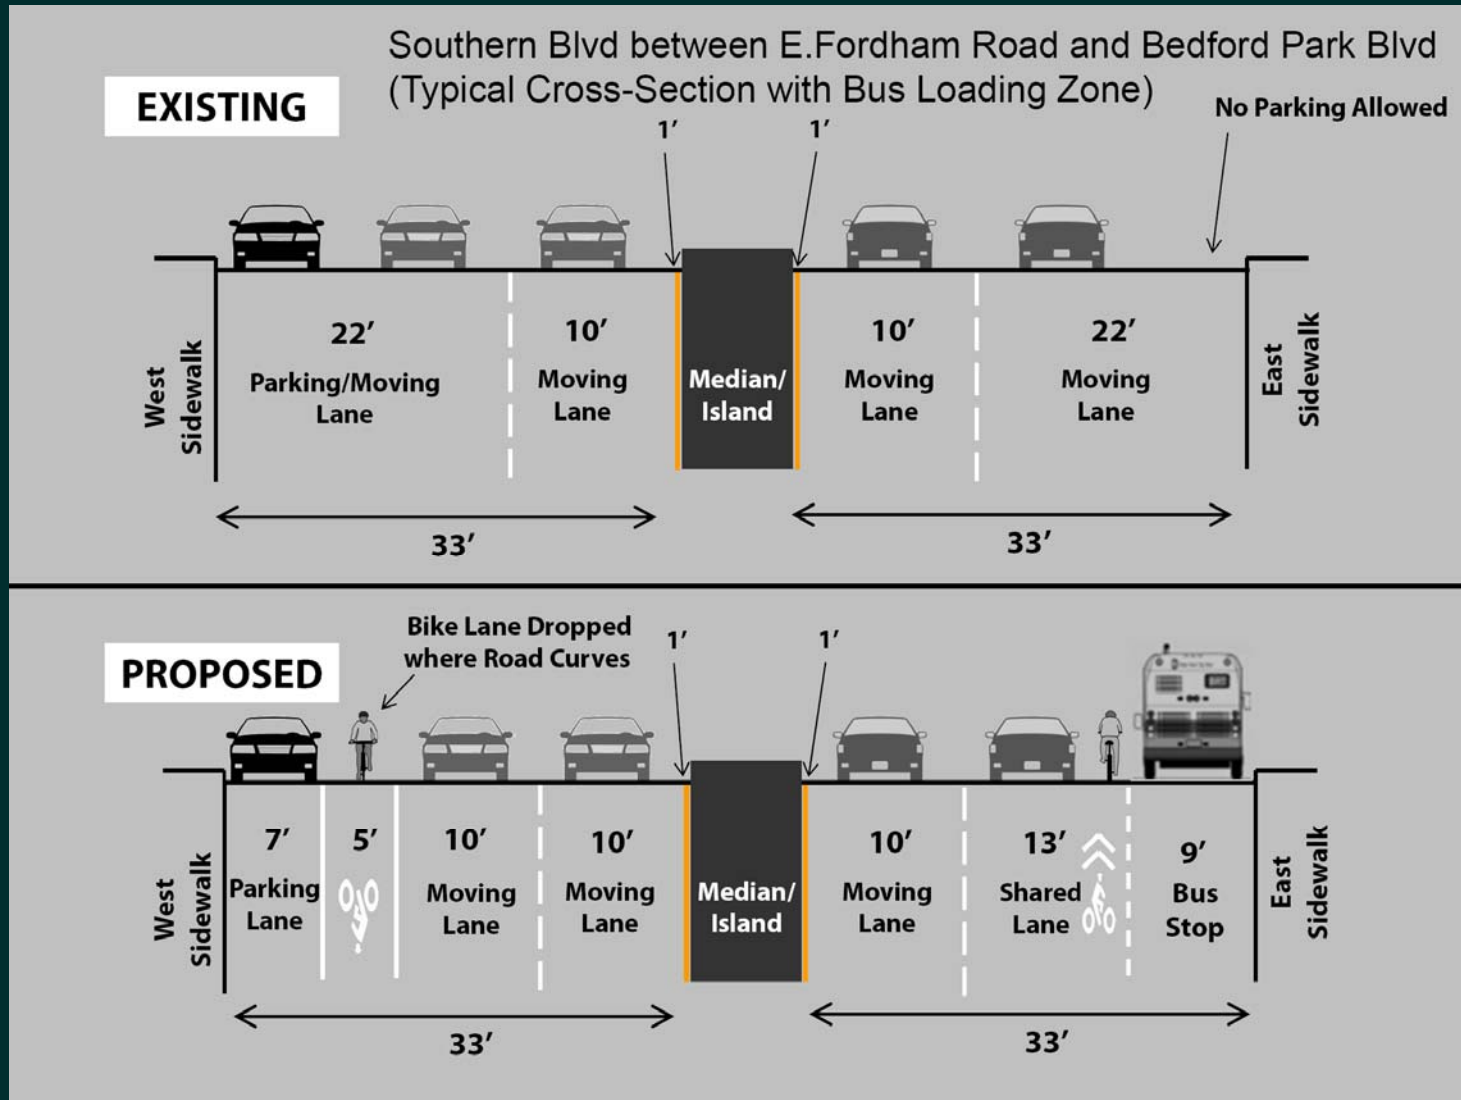 Southern Blvd between E.Fordham Road and Bedford Park Blvd
(Typical Cross-Section with Bus Loading Zone)
EXISTING
No Parking Allowed
1’
1’
West
Sidewalk
22’
Parking/Moving
Lane
10’
Moving
Lane
Median/
Island
10’
Moving
Lane
22’
Moving
Lane
East
Sidewalk
33’
33’
PROPOSED
Bike Lane Dropped
where Road Curves
1’
1’
West
Sidewalk
7’
Parking
Lane
5’
10’
Moving
Lane
10’
Moving
Lane
Median/
Island
10’
Moving
Lane
13’
Shared
Lane
9’
Bus
Stop
East
Sidewalk
33’
33’